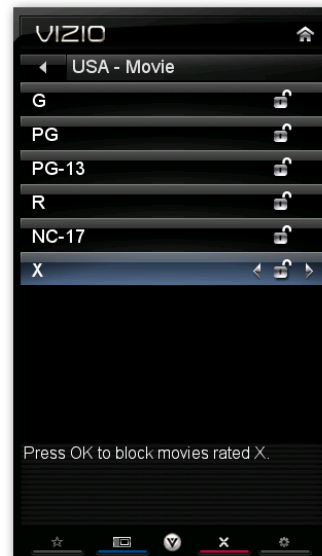 VIZIO
USA - Movie
G
PG
PG-13
R
NC-17
X
Press OK to block movies rated X.